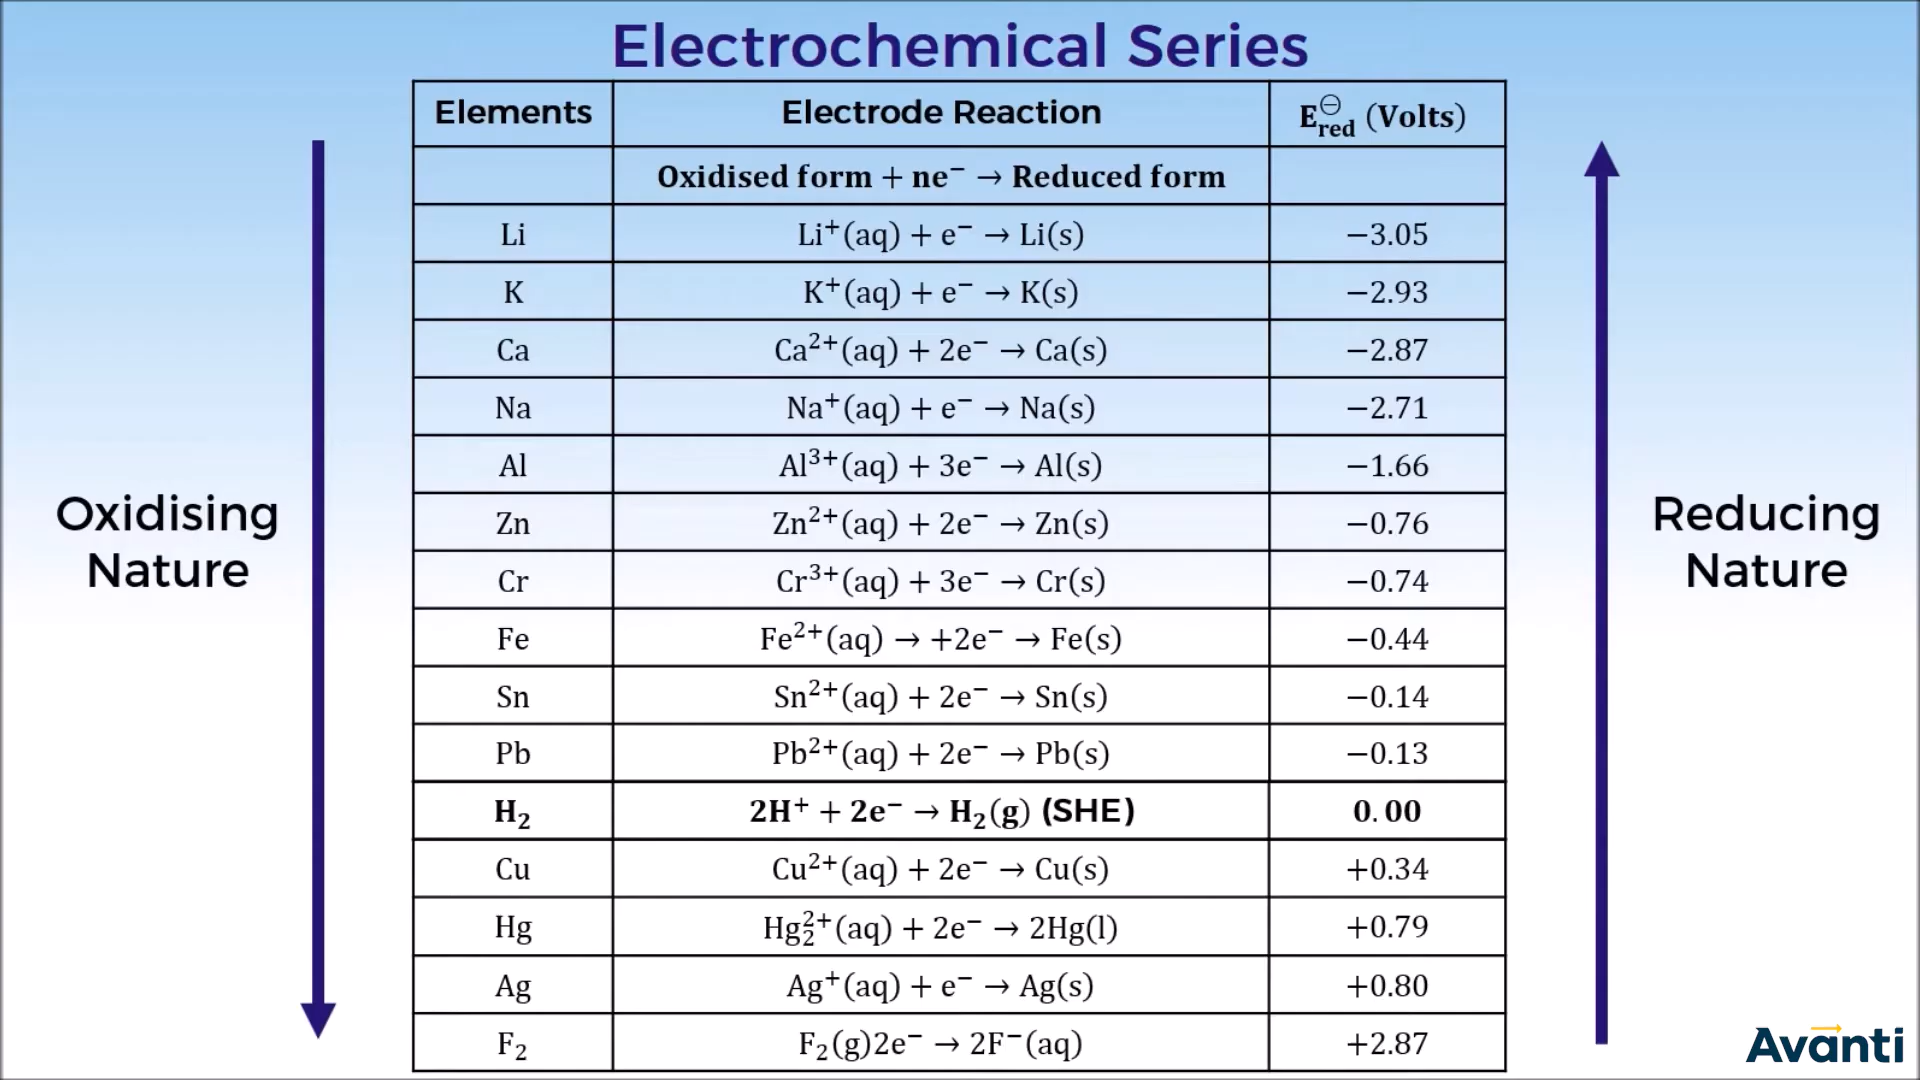 Electrochemical Series
Elements Electrode Reaction E⊖red (Volts)
Oxidised form + ne⁻ → Reduced form
Li Li⁺(aq) + e⁻ → Li(s) −3.05
K K⁺(aq) + e⁻ → K(s) −2.93
Ca Ca²⁺(aq) + 2e⁻ → Ca(s) −2.87
Na Na⁺(aq) + e⁻ → Na(s) −2.71
Al Al³⁺(aq) + 3e⁻ → Al(s) −1.66
Zn Zn²⁺(aq) + 2e⁻ → Zn(s) −0.76
Cr Cr³⁺(aq) + 3e⁻ → Cr(s) −0.74
Fe Fe²⁺(aq) → +2e⁻ → Fe(s) −0.44
Sn Sn²⁺(aq) + 2e⁻ → Sn(s) −0.14
Pb Pb²⁺(aq) + 2e⁻ → Pb(s) −0.13
H₂ 2H⁺ + 2e⁻ → H₂(g) (SHE) 0.00
Cu Cu²⁺(aq) + 2e⁻ → Cu(s) +0.34
Hg Hg₂²⁺(aq) + 2e⁻ → 2Hg(l) +0.79
Ag Ag⁺(aq) + e⁻ → Ag(s) +0.80
F₂ F₂(g)2e⁻ → 2F⁻(aq) +2.87
Oxidising
Nature
Reducing
Nature
Avanti